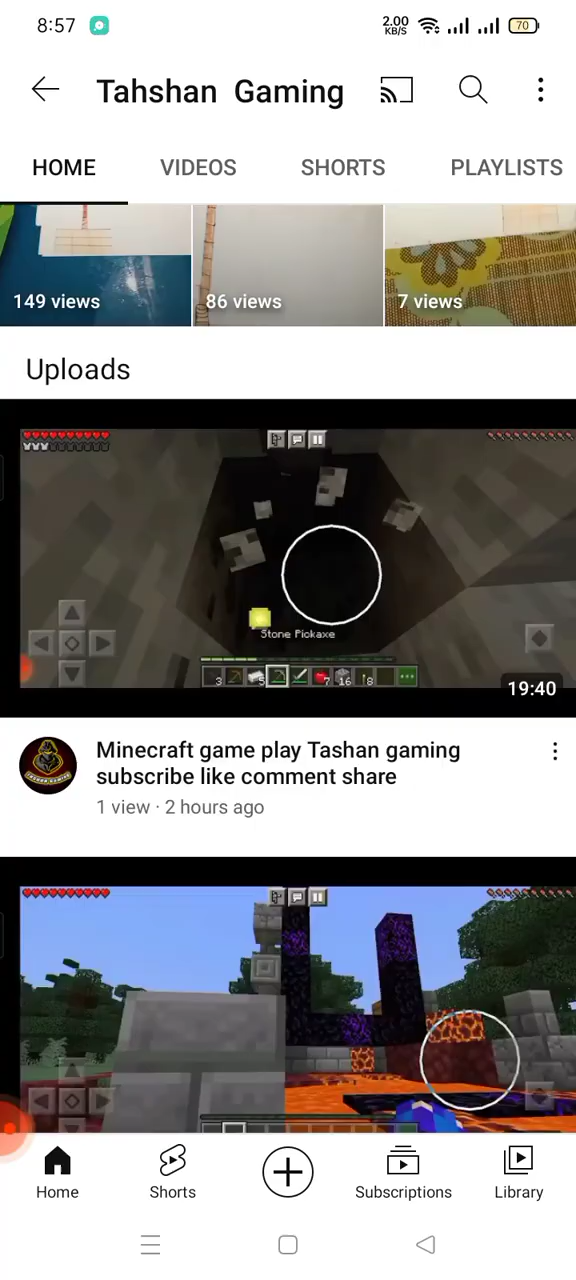 8:57
2.00 KB/S
70
Tahshan Gaming
HOME VIDEOS SHORTS PLAYLISTS
149 views 86 views 7 views
Uploads
Stone Pickaxe
3 5 7 16 8
19:40
TASHAN GAMING
Minecraft game play Tashan gaming
subscribe like comment share
1 view · 2 hours ago
Home Shorts Subscriptions Library